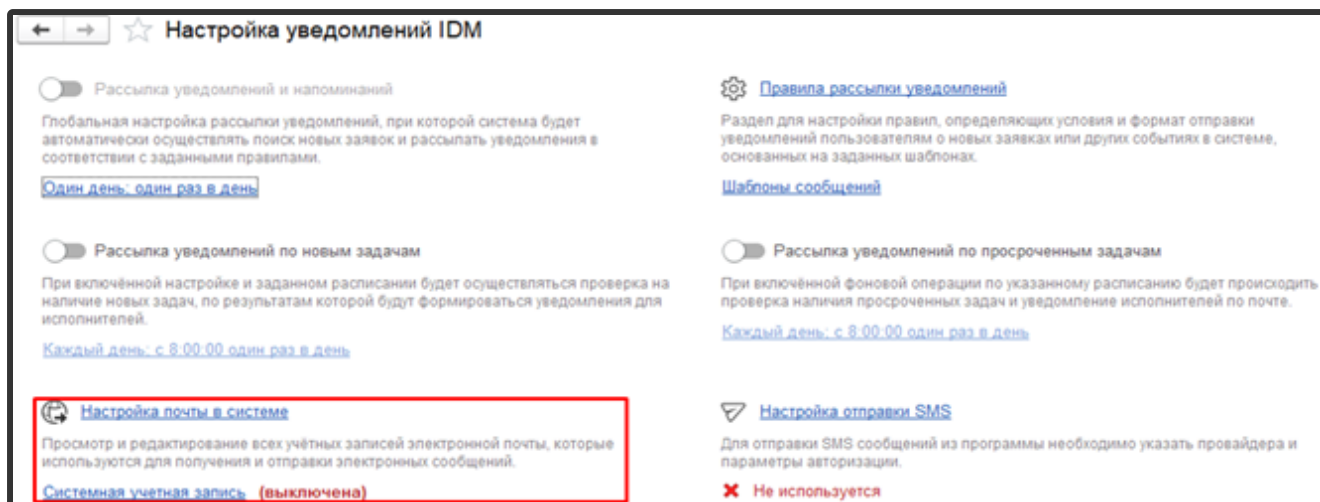 Настройка уведомлений IDM
Рассылка уведомлений и напоминаний
Глобальная настройка рассылки уведомлений, при которой система будет
автоматически осуществлять поиск новых заявок и рассылать уведомления в
соответствии с заданными правилами.
Один день: один раз в день
Правила рассылки уведомлений
Раздел для настройки правил, определяющих условия и формат отправки
уведомлений пользователям о новых заявках или других событиях в системе,
основанных на заданных шаблонах.
Шаблоны сообщений
Рассылка уведомлений по новым задачам
При включённой настройке и заданном расписании будет осуществляться проверка на
наличие новых задач, по результатам которой будут формироваться уведомления для
исполнителей.
Каждый день: с 8:00:00 один раз в день
Рассылка уведомлений по просроченным задачам
При включённой фоновой операции по указанному расписанию будет происходить
проверка наличия просроченных задач и уведомление исполнителей по почте.
Каждый день: с 8:00:00 один раз в день
Настройка почты в системе
Просмотр и редактирование всех учётных записей электронной почты, которые
используются для получения и отправки электронных сообщений.
Системная учетная запись (выключена)
Настройка отправки SMS
Для отправки SMS сообщений из программы необходимо указать провайдера и
параметры авторизации.
Не используется